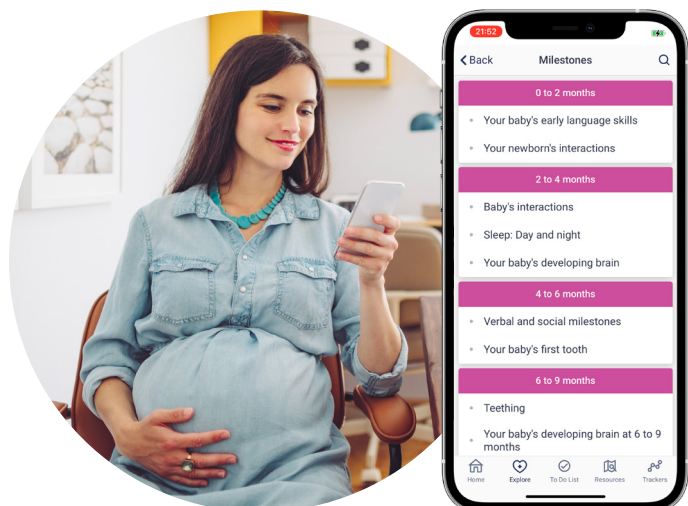 21:52
Back
Milestones
0 to 2 months
Your baby's early language skills
Your newborn's interactions
2 to 4 months
Baby's interactions
Sleep: Day and night
Your baby's developing brain
4 to 6 months
Verbal and social milestones
Your baby's first tooth
6 to 9 months
Teething
Your baby's developing brain at 6 to 9
months
Home
Explore
To Do List
Resources
Trackers